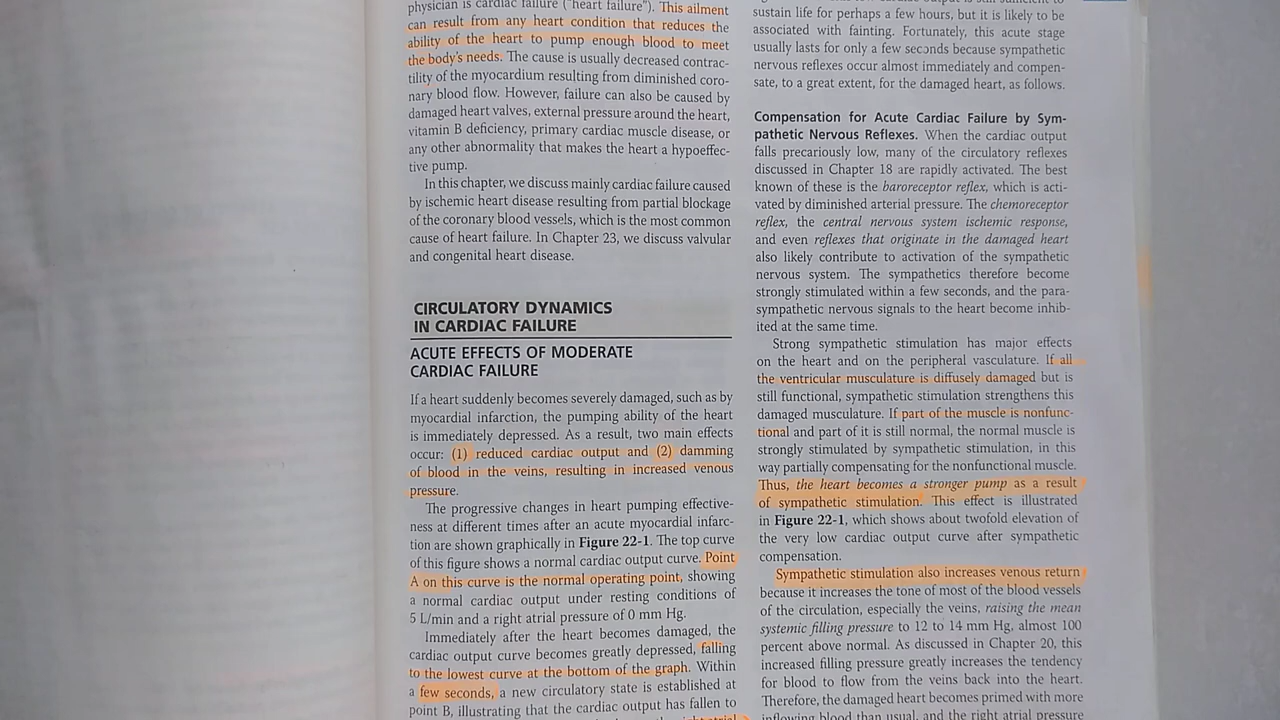 physician is cardiac failure ("heart failure"). This ailment
can result from any heart condition that reduces the
ability of the heart to pump enough blood to meet
the body's needs. The cause is usually decreased contrac-
tility of the myocardium resulting from diminished coro-
nary blood flow. However, failure can also be caused by
damaged heart valves, external pressure around the heart,
vitamin B deficiency, primary cardiac muscle disease, or
any other abnormality that makes the heart a hypoeffec-
tive pump.
In this chapter, we discuss mainly cardiac failure caused
by ischemic heart disease resulting from partial blockage
of the coronary blood vessels, which is the most common
cause of heart failure. In Chapter 23, we discuss valvular
and congenital heart disease.
CIRCULATORY DYNAMICS
IN CARDIAC FAILURE
ACUTE EFFECTS OF MODERATE
CARDIAC FAILURE
If a heart suddenly becomes severely damaged, such as by
myocardial infarction, the pumping ability of the heart
is immediately depressed. As a result, two main effects
occur: (1) reduced cardiac output and (2) damming
of blood in the veins, resulting in increased venous
pressure.
The progressive changes in heart pumping effective-
ness at different times after an acute myocardial infarc-
tion are shown graphically in Figure 22-1. The top curve
of this figure shows a normal cardiac output curve. Point
A on this curve is the normal operating point, showing
a normal cardiac output under resting conditions of
5 L/min and a right atrial pressure of 0 mm Hg.
Immediately after the heart becomes damaged, the
cardiac output curve becomes greatly depressed, falling
to the lowest curve at the bottom of the graph. Within
a few seconds, a new circulatory state is established at
point B, illustrating that the cardiac output has fallen to
sustain life for perhaps a few hours, but it is likely to be
associated with fainting. Fortunately, this acute stage
usually lasts for only a few seconds because sympathetic
nervous reflexes occur almost immediately and compen-
sate, to a great extent, for the damaged heart, as follows.
Compensation for Acute Cardiac Failure by Sym-
pathetic Nervous Reflexes. When the cardiac output
falls precariously low, many of the circulatory reflexes
discussed in Chapter 18 are rapidly activated. The best
known of these is the baroreceptor reflex, which is acti-
vated by diminished arterial pressure. The chemoreceptor
reflex, the central nervous system ischemic response,
and even reflexes that originate in the damaged heart
also likely contribute to activation of the sympathetic
nervous system. The sympathetics therefore become
strongly stimulated within a few seconds, and the para-
sympathetic nervous signals to the heart become inhib-
ited at the same time.
Strong sympathetic stimulation has major effects
on the heart and on the peripheral vasculature. If all
the ventricular musculature is diffusely damaged but is
still functional, sympathetic stimulation strengthens this
damaged musculature. If part of the muscle is nonfunc-
tional and part of it is still normal, the normal muscle is
strongly stimulated by sympathetic stimulation, in this
way partially compensating for the nonfunctional muscle.
Thus, the heart becomes a stronger pump as a result
of sympathetic stimulation. This effect is illustrated
in Figure 22-1, which shows about twofold elevation of
the very low cardiac output curve after sympathetic
compensation.
Sympathetic stimulation also increases venous return
because it increases the tone of most of the blood vessels
of the circulation, especially the veins, raising the mean
systemic filling pressure to 12 to 14 mm Hg, almost 100
percent above normal. As discussed in Chapter 20, this
increased filling pressure greatly increases the tendency
for blood to flow from the veins back into the heart.
Therefore, the damaged heart becomes primed with more
inflowing blood than usual, and the right atrial pressure